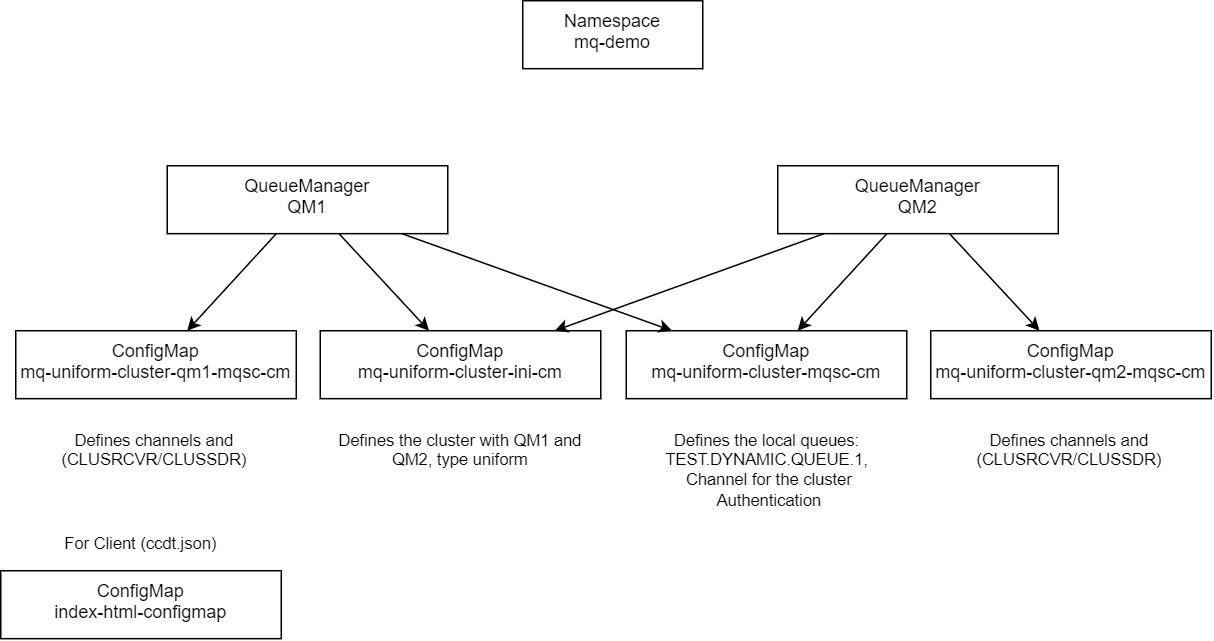 Namespace
mq-demo
QueueManager
QM1
QueueManager
QM2
ConfigMap
mq-uniform-cluster-qm1-mqsc-cm
ConfigMap
mq-uniform-cluster-ini-cm
ConfigMap
mq-uniform-cluster-mqsc-cm
ConfigMap
mq-uniform-cluster-qm2-mqsc-cm
Defines channels and
(CLUSRCVR/CLUSSDR)
Defines the cluster with QM1 and
QM2, type uniform
Defines the local queues:
TEST.DYNAMIC.QUEUE.1,
Channel for the cluster
Authentication
Defines channels and
(CLUSRCVR/CLUSSDR)
For Client (ccdt.json)
ConfigMap
index-html-configmap